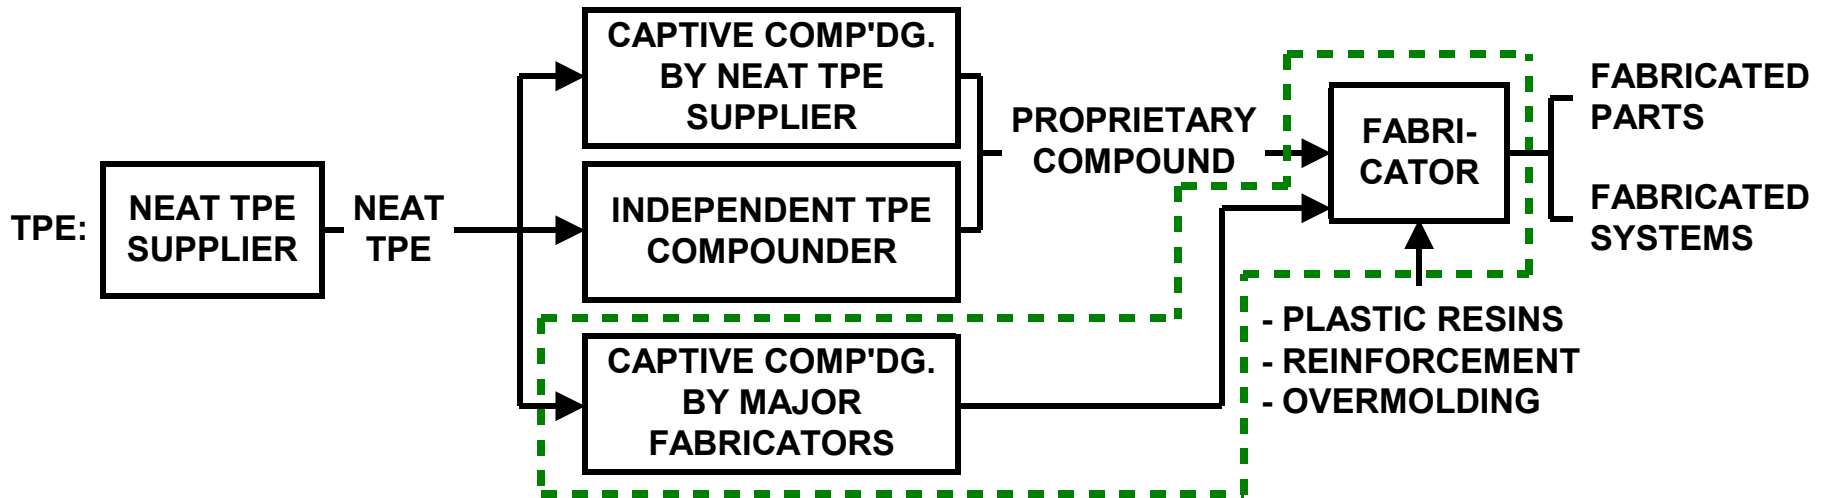 TPE:
NEAT TPE
SUPPLIER
NEAT
TPE
CAPTIVE COMP'DG.
BY NEAT TPE
SUPPLIER
INDEPENDENT TPE
COMPOUNDER
CAPTIVE COMP'DG.
BY MAJOR
FABRICATORS
PROPRIETARY
COMPOUND
FABRI-
CATOR
- PLASTIC RESINS
- REINFORCEMENT
- OVERMOLDING
FABRICATED
PARTS
FABRICATED
SYSTEMS